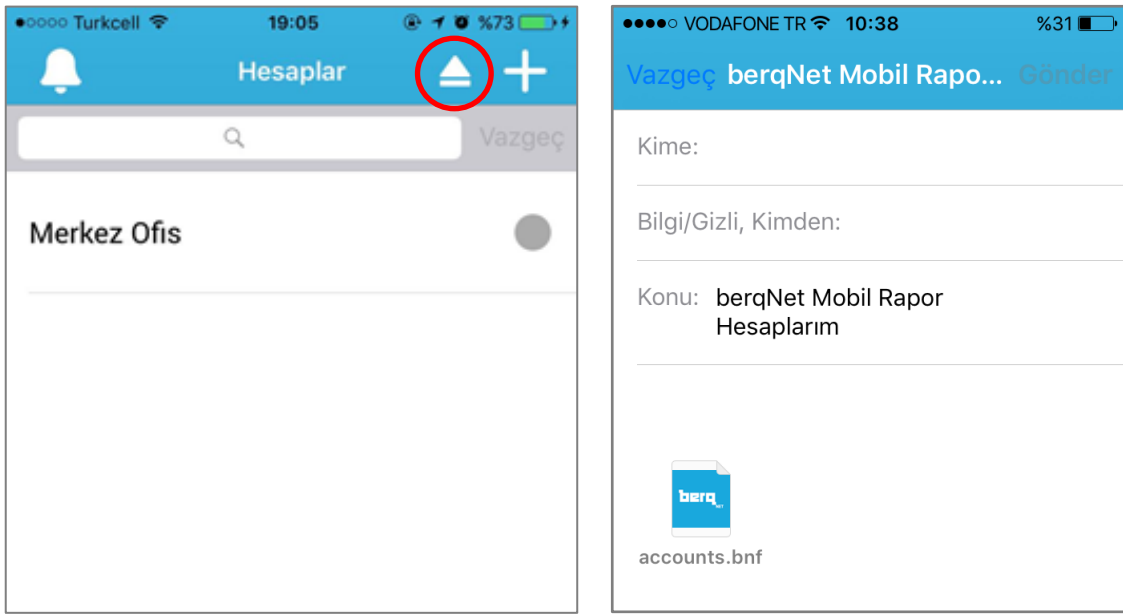 Turkcell 19:05 %73
Hesaplar
Vazgeç
Merkez Ofis
VODAFONE TR 10:38 %31
Vazgeç berqNet Mobil Rapo... Gönder
Kime:
Bilgi/Gizli, Kimden:
Konu: berqNet Mobil Rapor
Hesaplarım
berq
NET
accounts.bnf